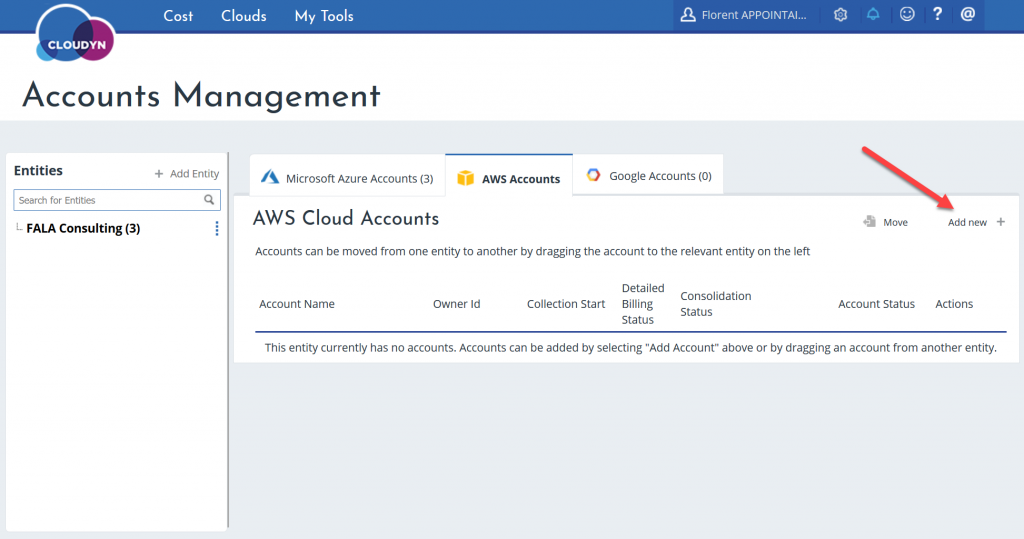 Cost Clouds My Tools Florent APPOINTAI... ? @
CLOUDYN
Accounts Management
Entities + Add Entity
Search for Entities
FALA Consulting (3)
Microsoft Azure Accounts (3) AWS Accounts Google Accounts (0)
AWS Cloud Accounts
Move Add new +
Accounts can be moved from one entity to another by dragging the account to the relevant entity on the left
Account Name Owner Id Collection Start Detailed Billing Status Consolidation Status Account Status Actions
This entity currently has no accounts. Accounts can be added by selecting "Add Account" above or by dragging an account from another entity.